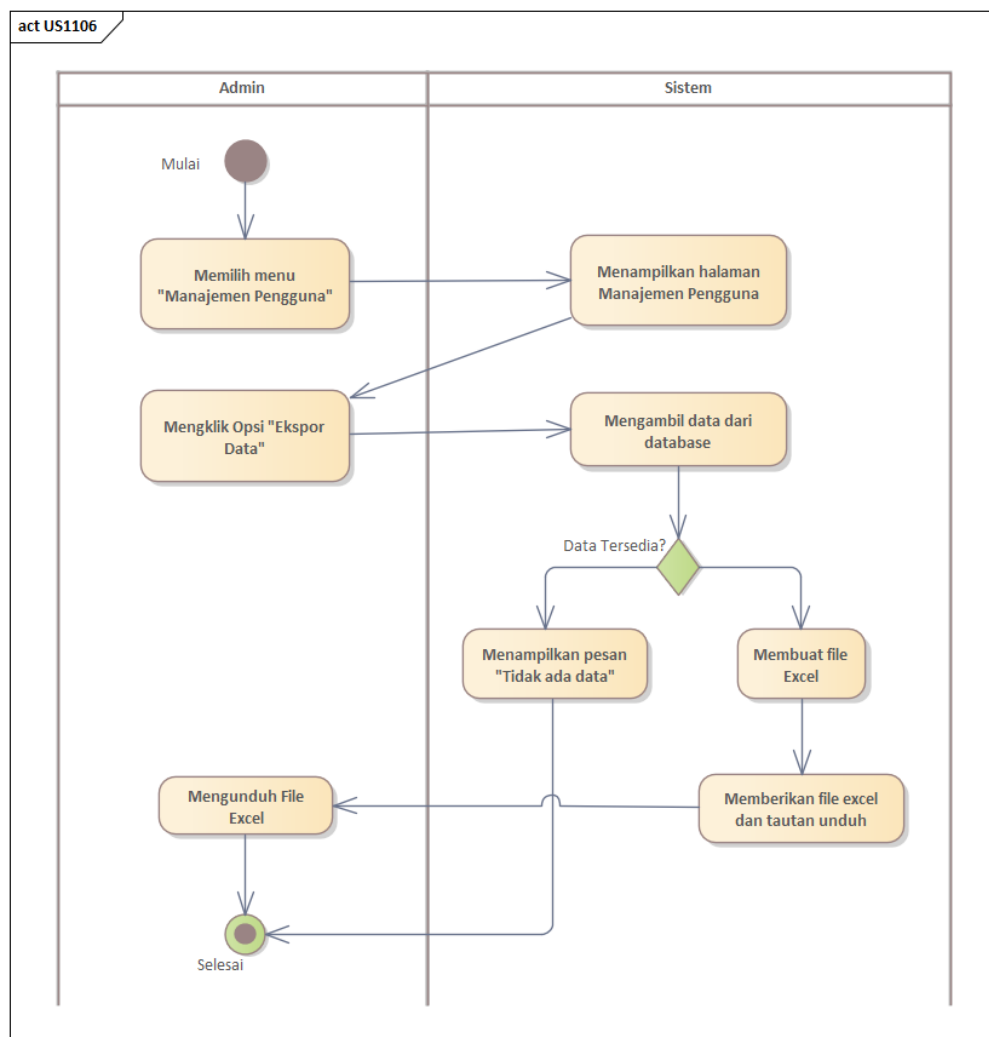 act US1106
Admin
Sistem
Mulai
Memilih menu
"Manajemen Pengguna"
Menampilkan halaman
Manajemen Pengguna
Mengklik Opsi "Ekspor
Data"
Mengambil data dari
database
Data Tersedia?
Menampilkan pesan
"Tidak ada data"
Membuat file
Excel
Mengunduh File
Excel
Memberikan file excel
dan tautan unduh
Selesai